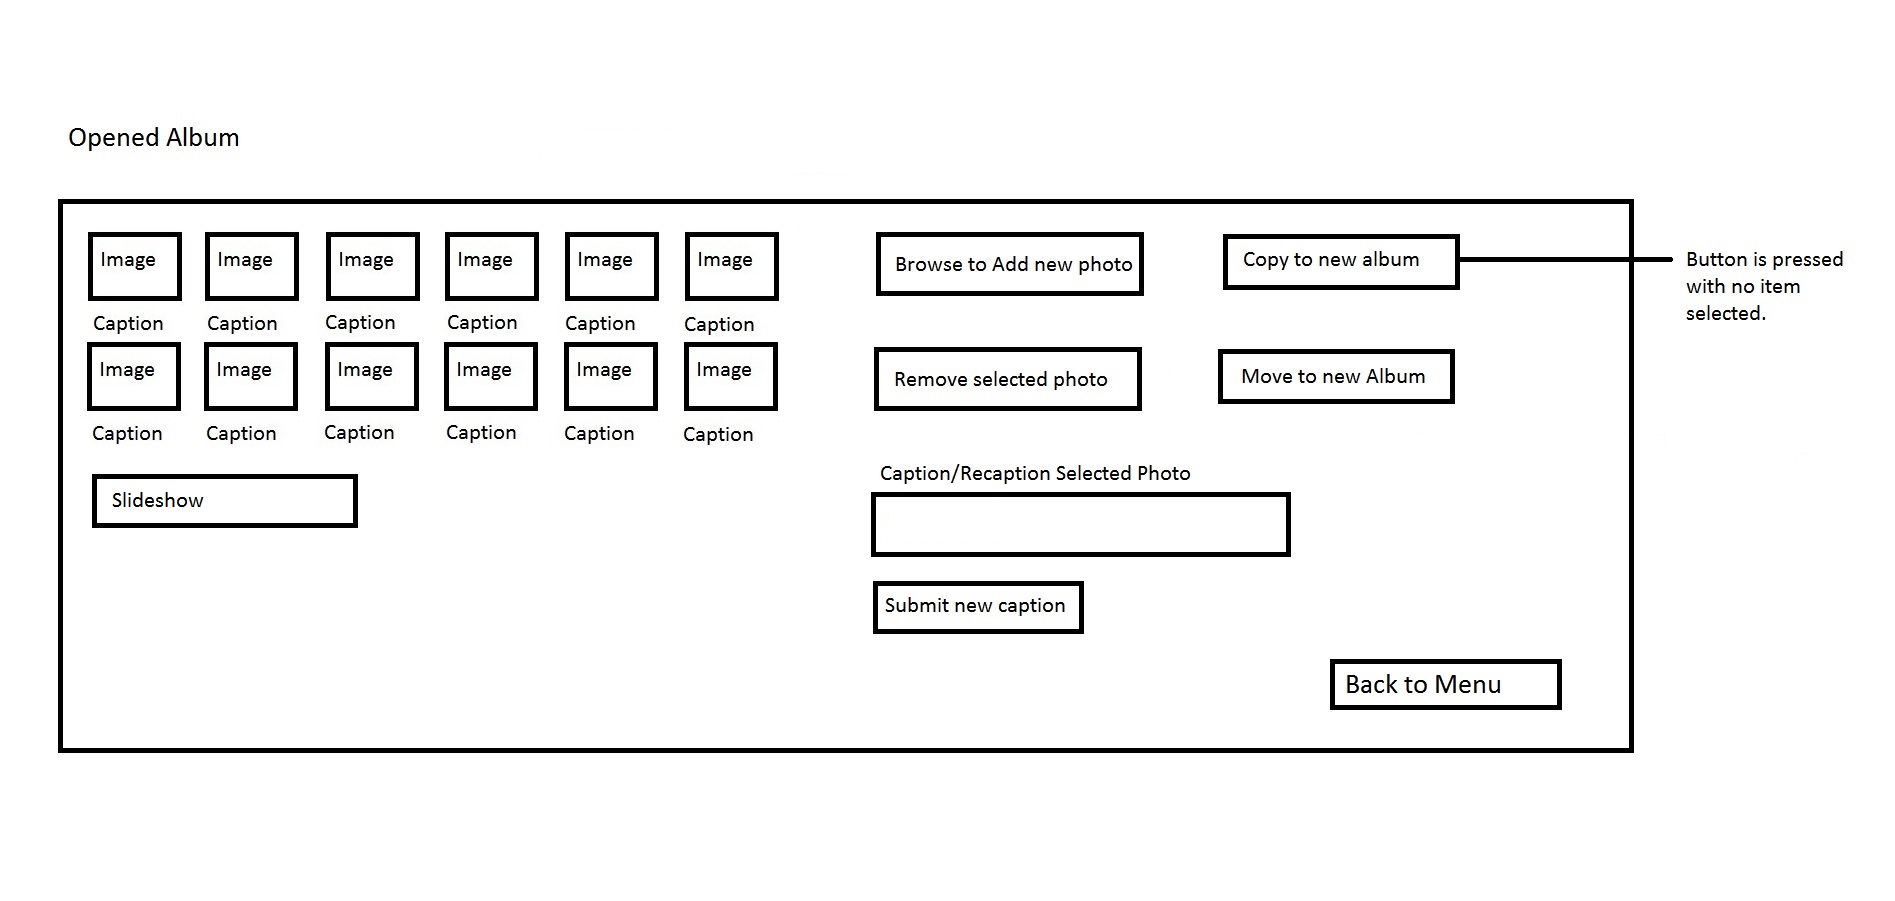 Opened Album
Image Image Image Image Image Image
Caption Caption Caption Caption Caption Caption
Image Image Image Image Image Image
Caption Caption Caption Caption Caption Caption
Slideshow
Browse to Add new photo
Copy to new album
Button is pressed
with no item
selected.
Remove selected photo
Move to new Album
Caption/Recaption Selected Photo
Submit new caption
Back to Menu